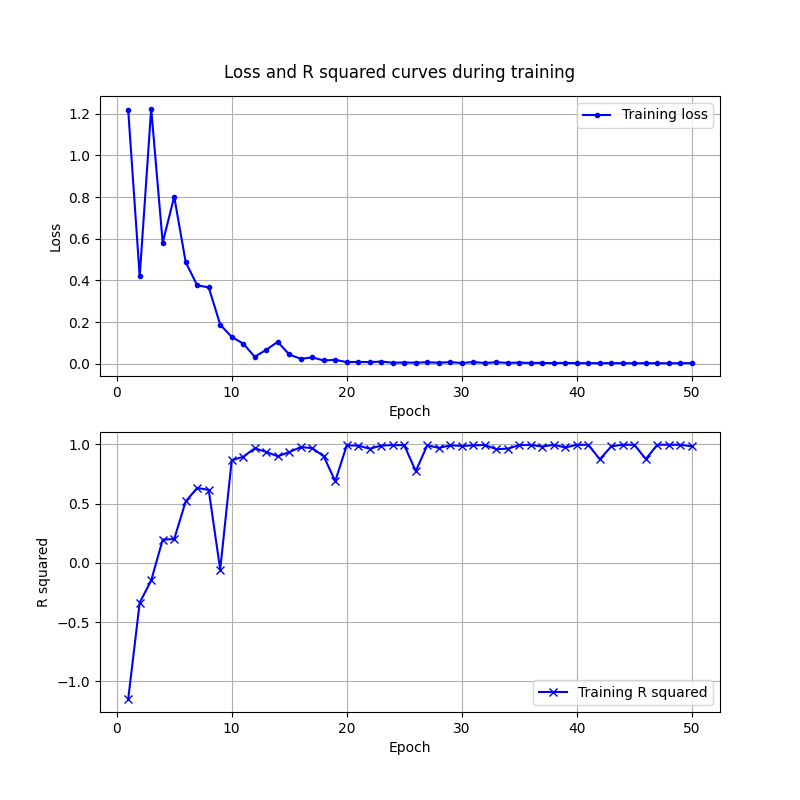 Loss and R squared curves during training
Training loss
1.2
1.0
0.8
0.6
0.4
0.2
0.0
Loss
0 10 20 30 40 50
Epoch
1.0
0.5
0.0
−0.5
−1.0
R squared
Training R squared
0 10 20 30 40 50
Epoch